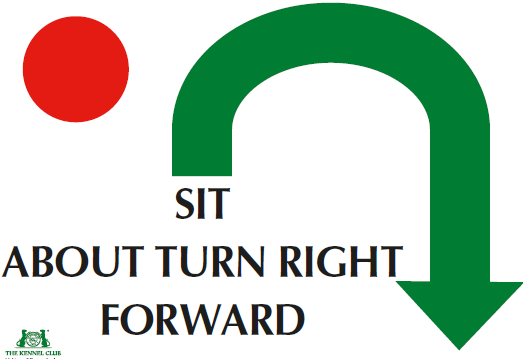 SIT
ABOUT TURN RIGHT
FORWARD
THE KENNEL CLUB